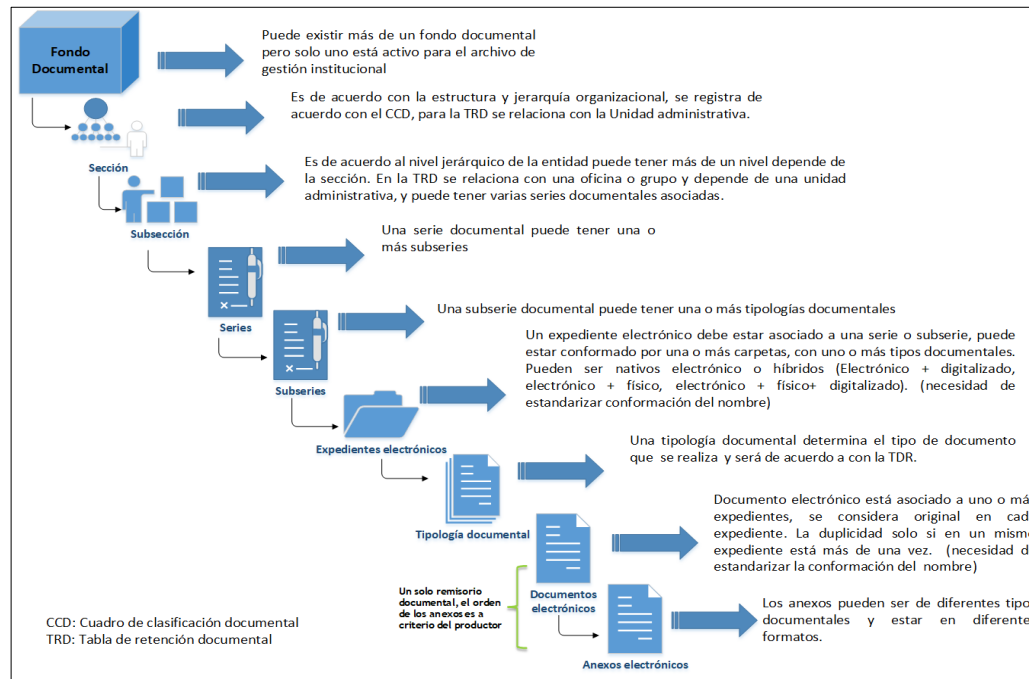 Fondo
Documental
Puede existir más de un fondo documental
pero solo uno está activo para el archivo de
gestión institucional
Es de acuerdo con la estructura y jerarquía organizacional, se registra de
acuerdo con el CCD, para la TRD se relaciona con la Unidad administrativa.
Sección
Es de acuerdo al nivel jerárquico de la entidad puede tener más de un nivel depende de
la sección. En la TRD se relaciona con una oficina o grupo y depende de una unidad
administrativa, y puede tener varias series documentales asociadas.
Subsección
Una serie documental puede tener una o
más subseries
Series
Una subserie documental puede tener una o más tipologías documentales
Subseries
Un expediente electrónico debe estar asociado a una serie o subserie, puede
estar conformado por una o más carpetas, con uno o más tipos documentales.
Pueden ser nativos electrónico o híbridos (Electrónico + digitalizado,
electrónico + físico, electrónico + físico+ digitalizado). (necesidad de
estandarizar conformación del nombre)
Expedientes electrónicos
Una tipología documental determina el tipo de documento
que se realiza y será de acuerdo a con la TDR.
Tipología documental
Documento electrónico está asociado a uno o má
expedientes, se considera original en cad
expediente. La duplicidad solo si en un mism
expediente está más de una vez. (necesidad d
estandarizar la conformación del nombre)
Documentos
electrónicos
Un solo remisorio
documental, el orden
de los anexos es a
criterio del productor
Los anexos pueden ser de diferentes tipo
documentales y estar en diferente
formatos.
Anexos electrónicos
CCD: Cuadro de clasificación documental
TRD: Tabla de retención documental